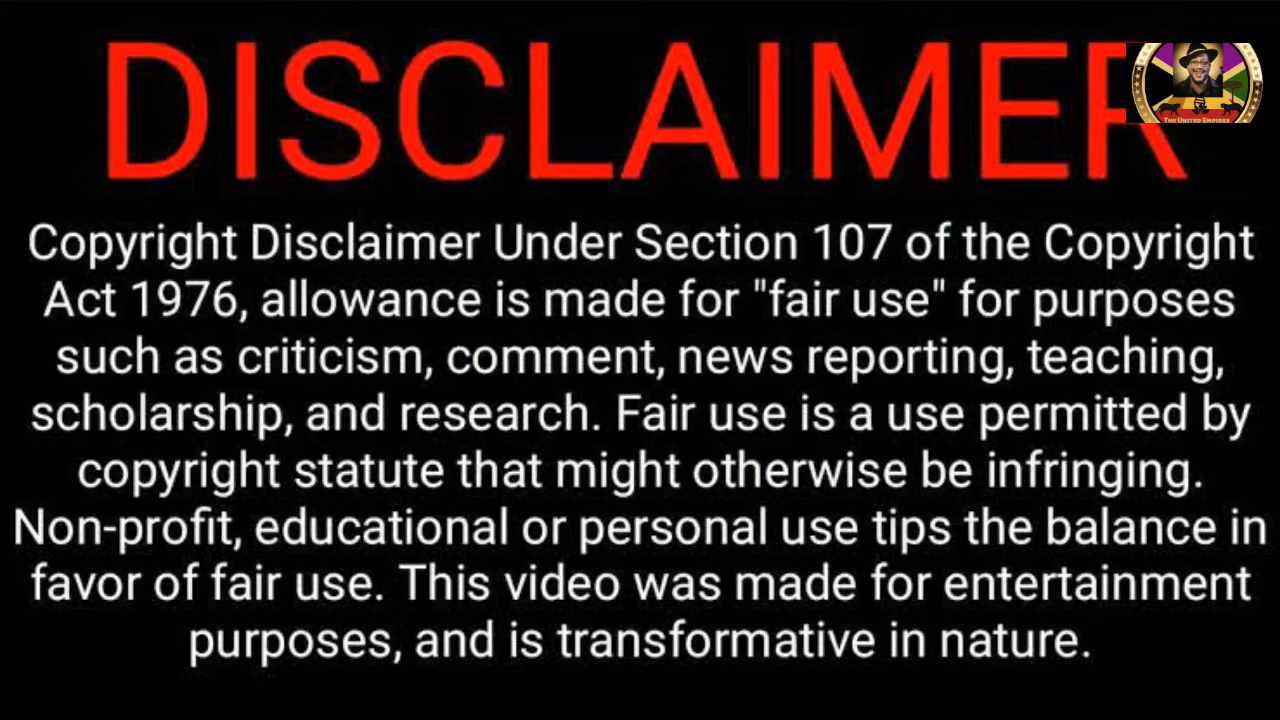 DISCLAIMER
THE UNITED EMPIRES
Copyright Disclaimer Under Section 107 of the Copyright
Act 1976, allowance is made for "fair use" for purposes
such as criticism, comment, news reporting, teaching,
scholarship, and research. Fair use is a use permitted by
copyright statute that might otherwise be infringing.
Non-profit, educational or personal use tips the balance in
favor of fair use. This video was made for entertainment
purposes, and is transformative in nature.